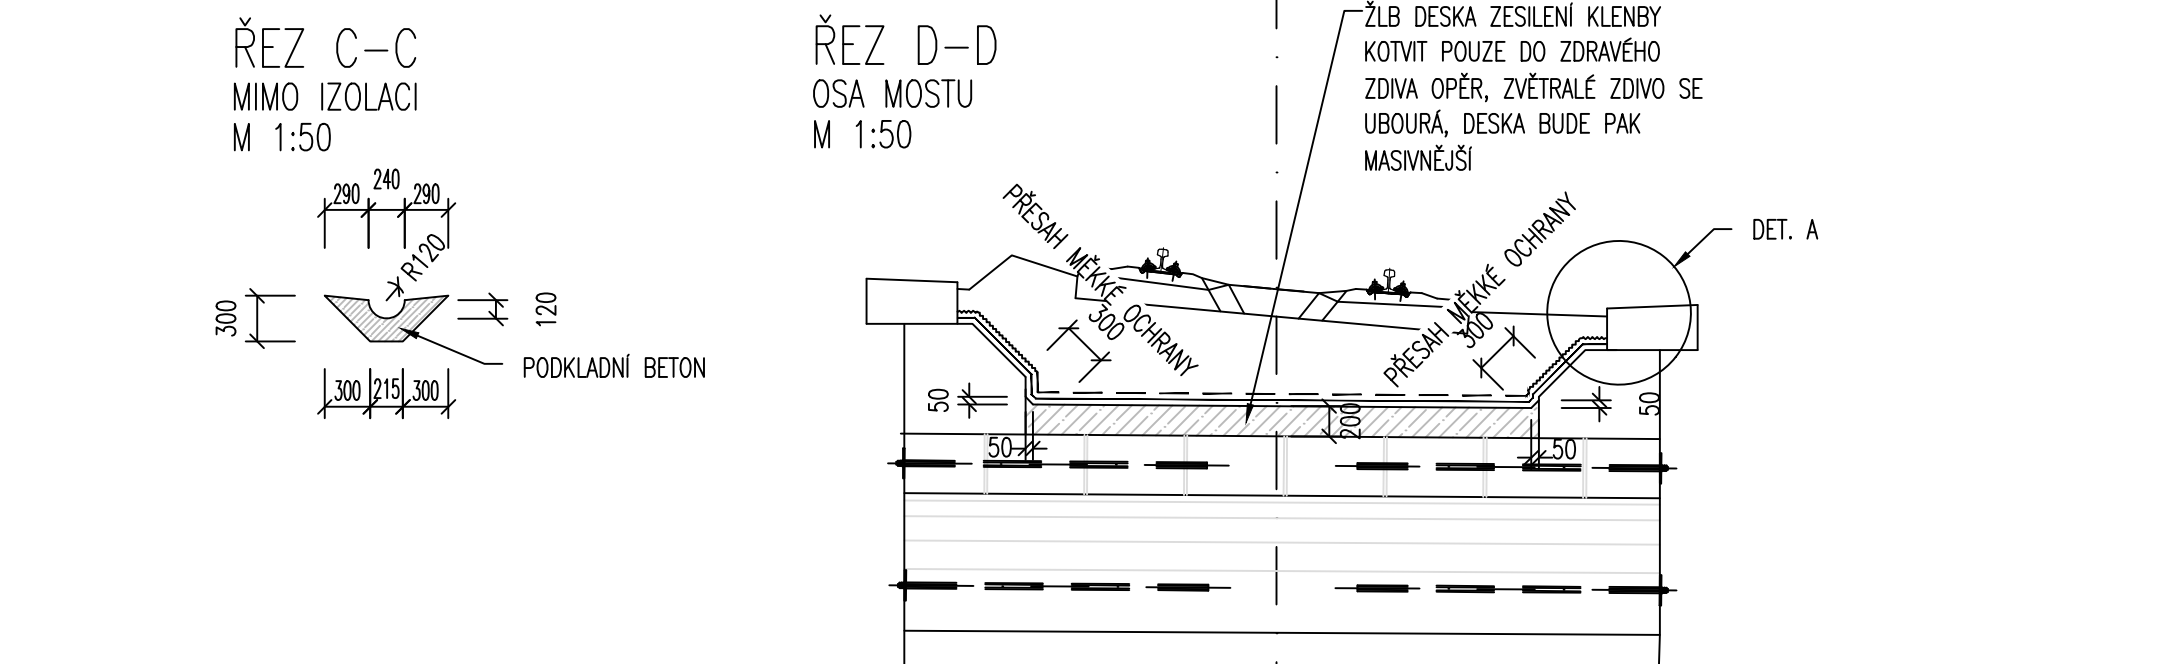 ŘEZ C-C
MIMO IZOLACI
M 1:50
290
240
290
R120
300
120
PODKLADNÍ BETON
300
215
300
ŘEZ D-D
OSA MOSTU
M 1:50
ŽLB DESKA ZESILENÍ KLENBY
KOTVIT POUZE DO ZDRAVÉHO
ZDIVA OPĚR, ZVĚTRALÉ ZDIVO SE
UBOURÁ, DESKA BUDE PAK
MASIVNĚJŠÍ
PŘESAH MĚKKÉ OCHRANY
300
PŘESAH MĚKKÉ OCHRANY
300
DET. A
50
50
200
50
50